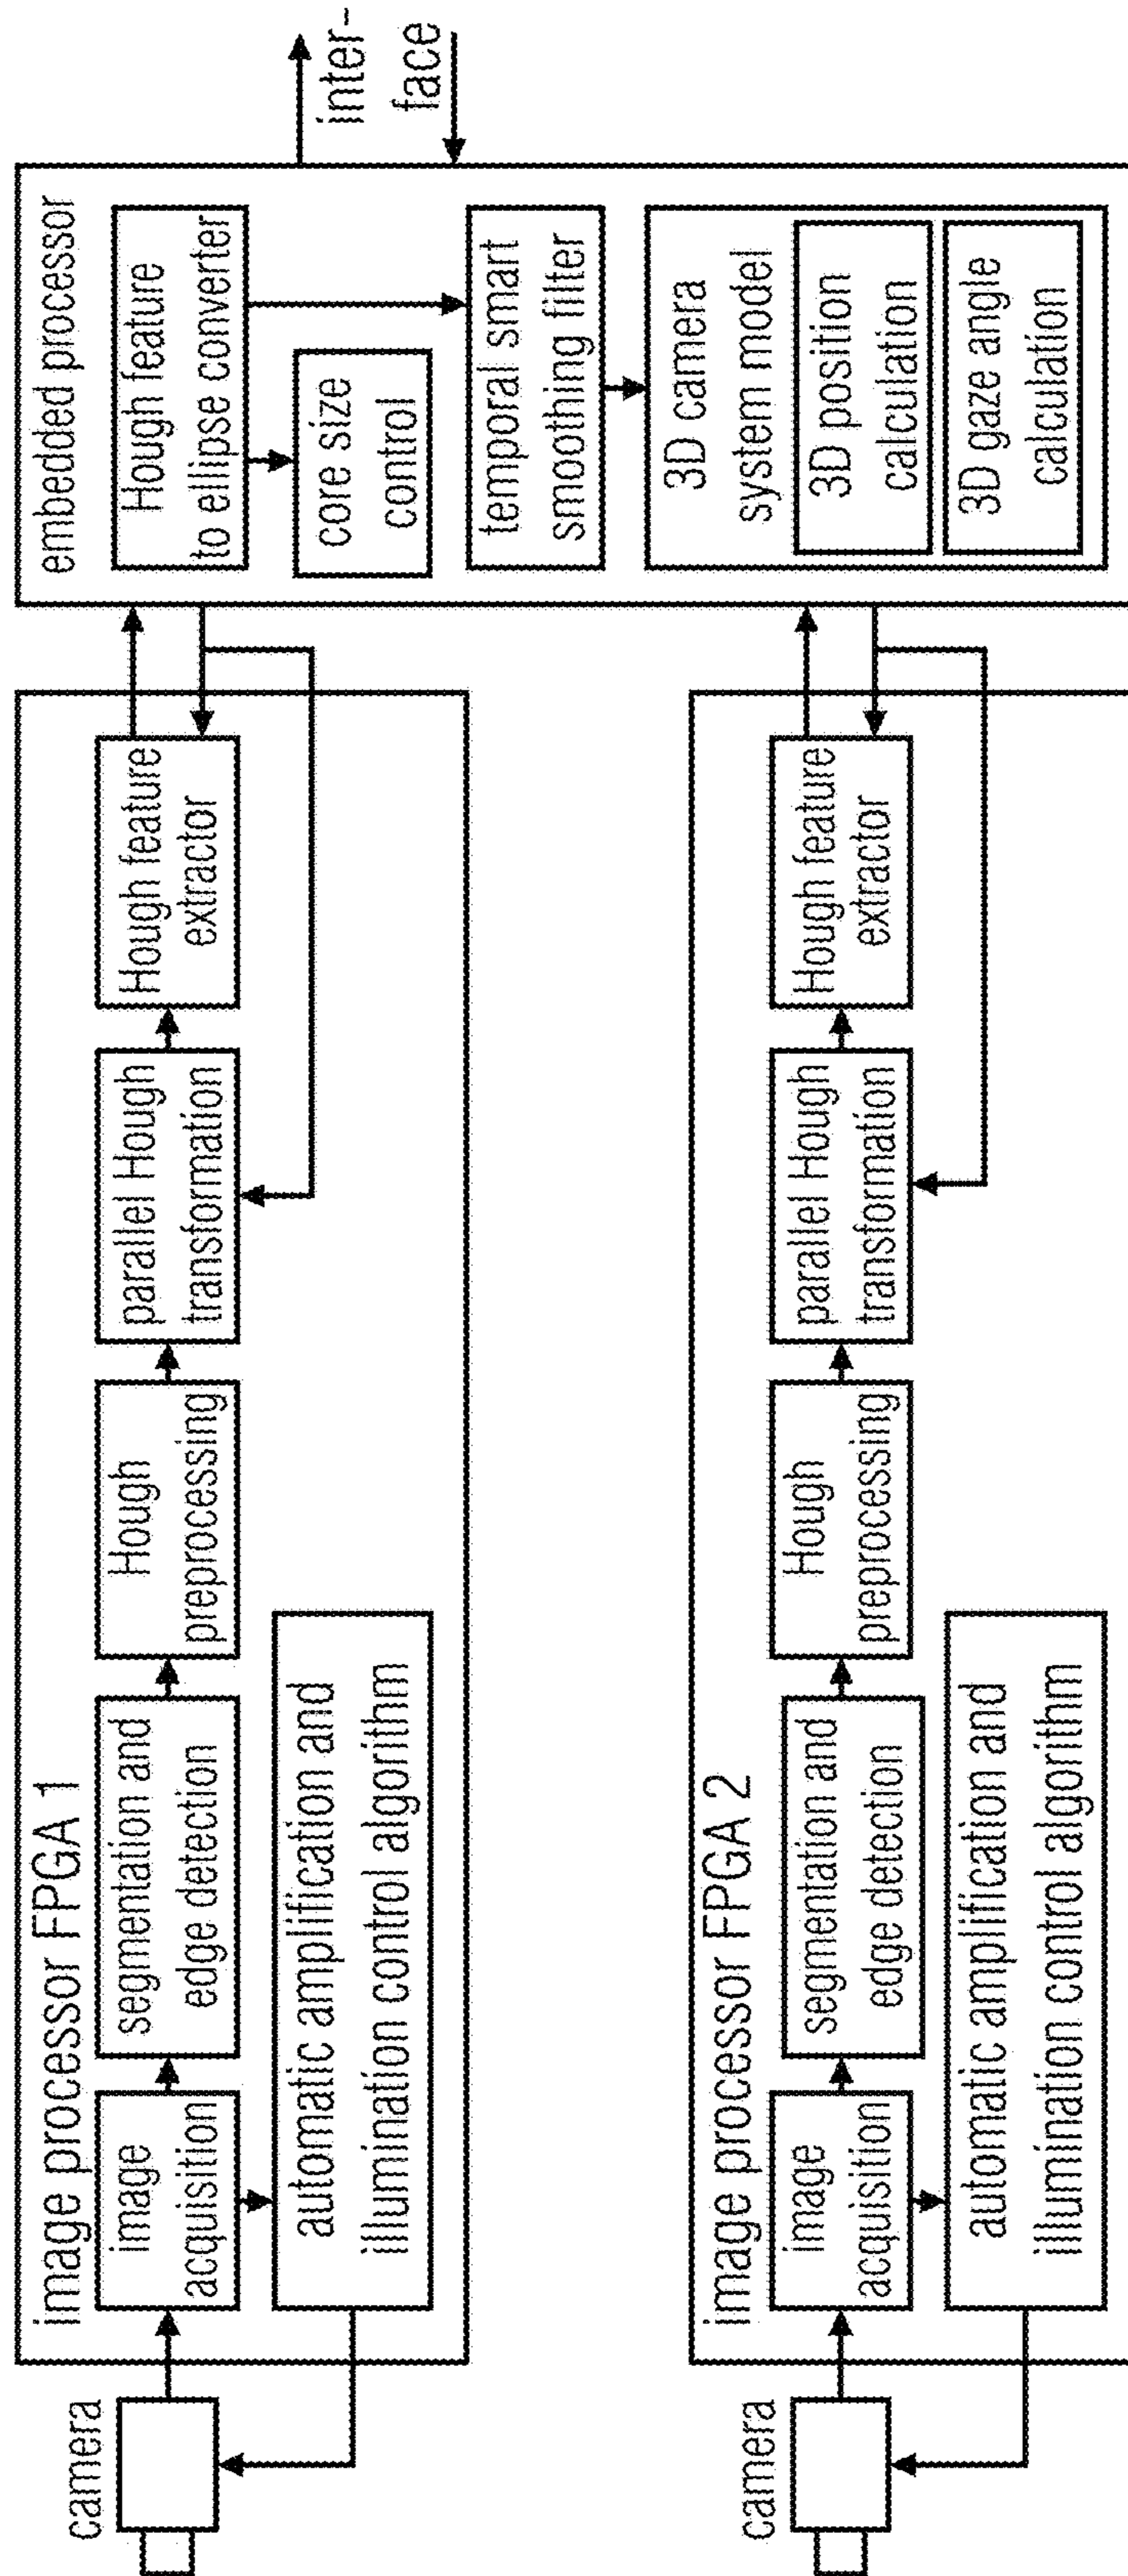 camera
image processor FPGA 1
image
acquisition
segmentation and
edge detection
Hough
preprocessing
parallel Hough
transformation
Hough feature
extractor
automatic amplification and
illumination control algorithm
camera
image processor FPGA 2
image
acquisition
segmentation and
edge detection
Hough
preprocessing
parallel Hough
transformation
Hough feature
extractor
automatic amplification and
illumination control algorithm
embedded processor
Hough feature
to ellipse converter
core size
control
temporal smart
smoothing filter
3D camera
system model
3D position
calculation
3D gaze angle
calculation
inter-
face